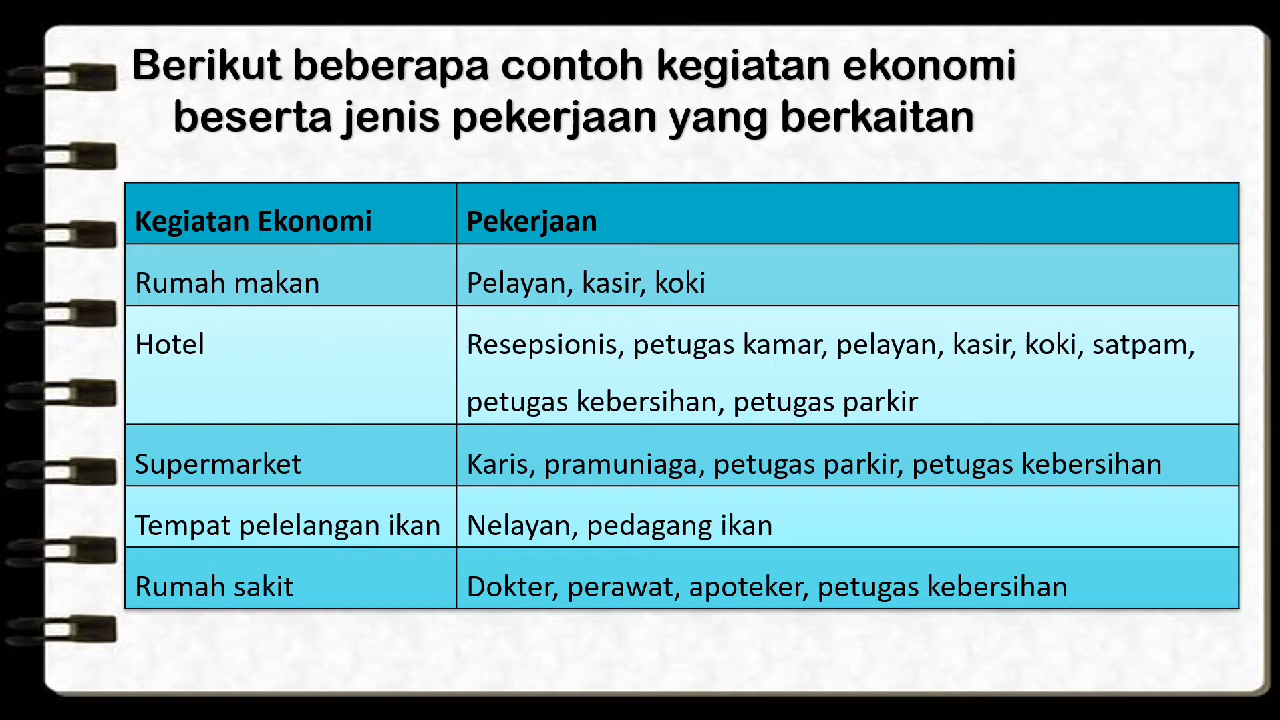 Berikut beberapa contoh kegiatan ekonomi
beserta jenis pekerjaan yang berkaitan
Kegiatan Ekonomi Pekerjaan
Rumah makan Pelayan, kasir, koki
Hotel Resepsionis, petugas kamar, pelayan, kasir, koki, satpam,
petugas kebersihan, petugas parkir
Supermarket Karis, pramuniaga, petugas parkir, petugas kebersihan
Tempat pelelangan ikan Nelayan, pedagang ikan
Rumah sakit Dokter, perawat, apoteker, petugas kebersihan